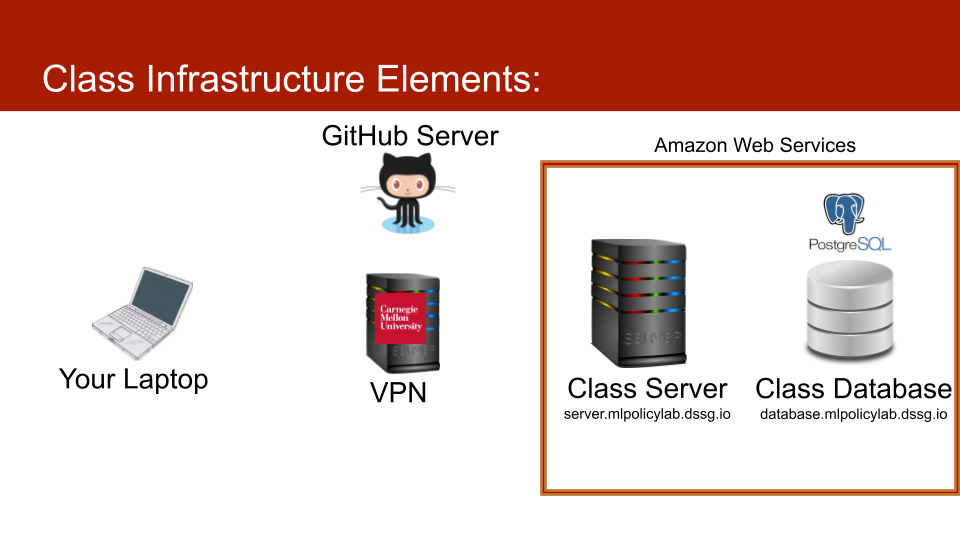 Class Infrastructure Elements:
GitHub Server
Amazon Web Services
PostgreSQL
Carnegie
Mellon
University
SERVER
SERVER
Your Laptop
VPN
Class Server
server.mlpolicylab.dssg.io
Class Database
database.mlpolicylab.dssg.io